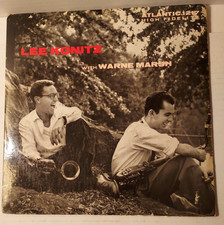 ATLANTIC
HIGH FIDELITY
LEE KONITZ
WITH WARNE MARSH